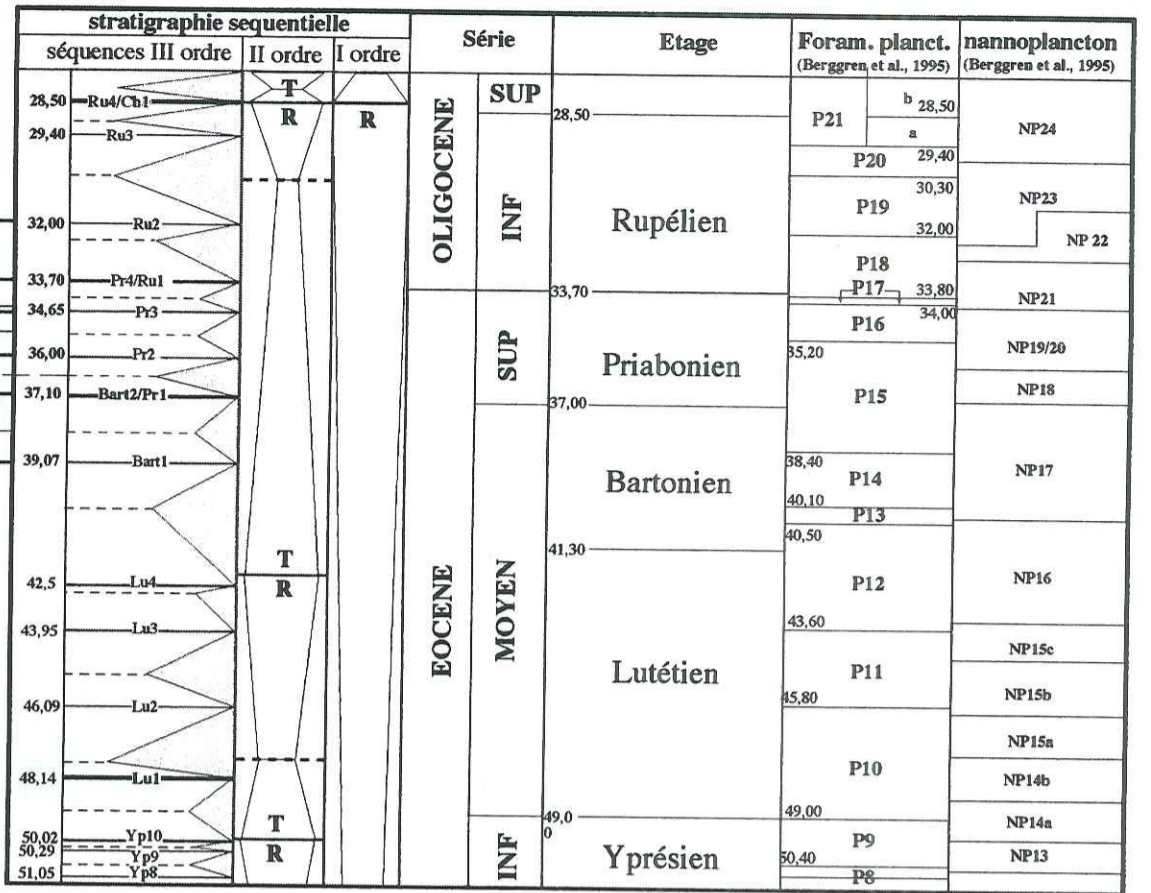 stratigraphie sequentielle
séquences III ordre II ordre I ordre
Série
Etage
Foram. planct.
(Berggren et al., 1995)
nannoplancton
(Berggren et al., 1995)
28,50 Ru4/Ch1
29,40 Ru3
32,00 Ru2
33,70 Pr4/Ru1
34,65 Pr3
36,00 Pr2
37,10 Bart2/Pr1
39,07 Bart1
42,5 Lu4
43,95 Lu3
46,09 Lu2
48,14 Lu1
50,02 Yp10
50,29 Yp9
51,05 Yp8
T
R
T
R
T
R
R
OLIGOCENE
EOCENE
SUP
INF
SUP
MOYEN
INF
28,50
Rupélien
33,70
Priabonien
37,00
Bartonien
41,30
Lutétien
49,0
0
Yprésien
P21
b 28,50
a
P20 29,40
30,30
P19
32,00
P18
P17 33,80
34,00
P16
35,20
P15
38,40
P14
40,10
P13
40,50
P12
43,60
P11
45,80
P10
49,00
P9
50,40
P8
NP24
NP23
NP 22
NP21
NP19/20
NP18
NP17
NP16
NP15c
NP15b
NP15a
NP14b
NP14a
NP13